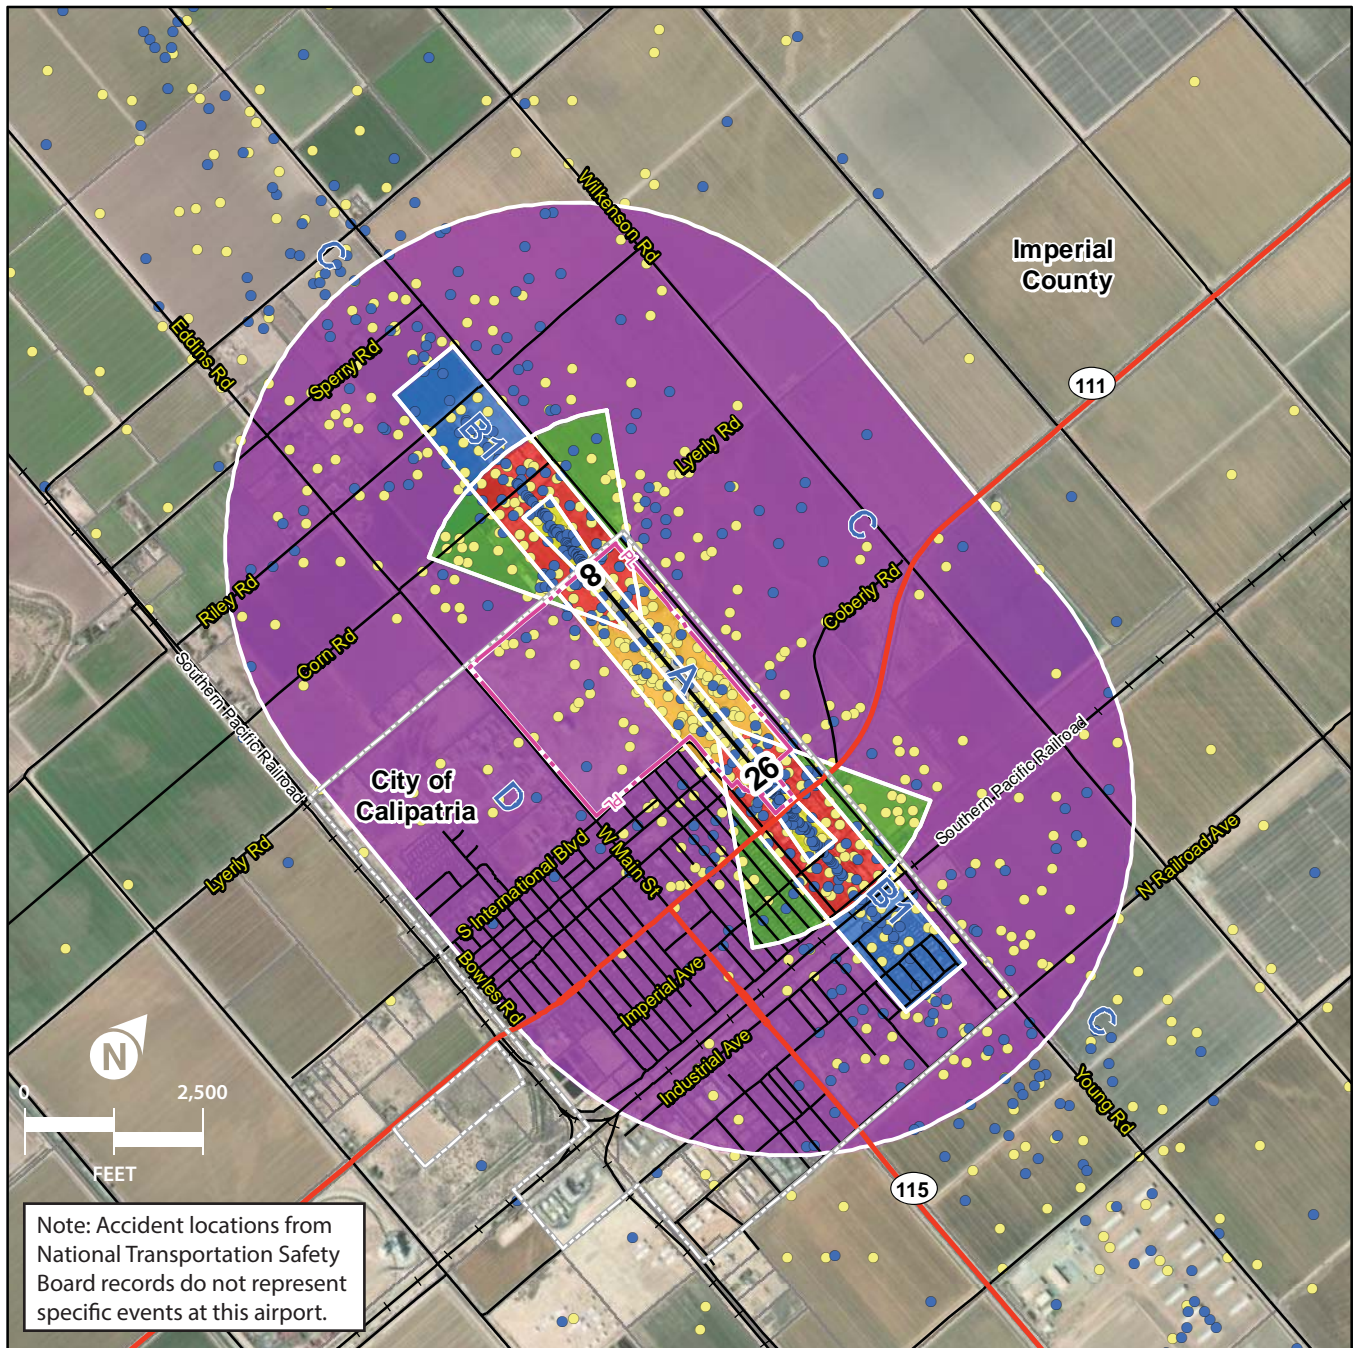 Wilkenson Rd
C
Imperial
County
Eddins Rd
Sperry Rd
111
B1
Lyerly Rd
C
PL
8
Riley Rd
Coberly Rd
Corn Rd
Southern Pacific Railroad
A
26
City of
Calipatria
D
PL
Southern Pacific Railroad
S International Blvd
W Main St
Lyerly Rd
N Railroad Ave
B1
Bowles Rd
Imperial Ave
C
N
Industrial Ave
Young Rd
0 2,500
FEET
115
Note: Accident locations from
National Transportation Safety
Board records do not represent
specific events at this airport.